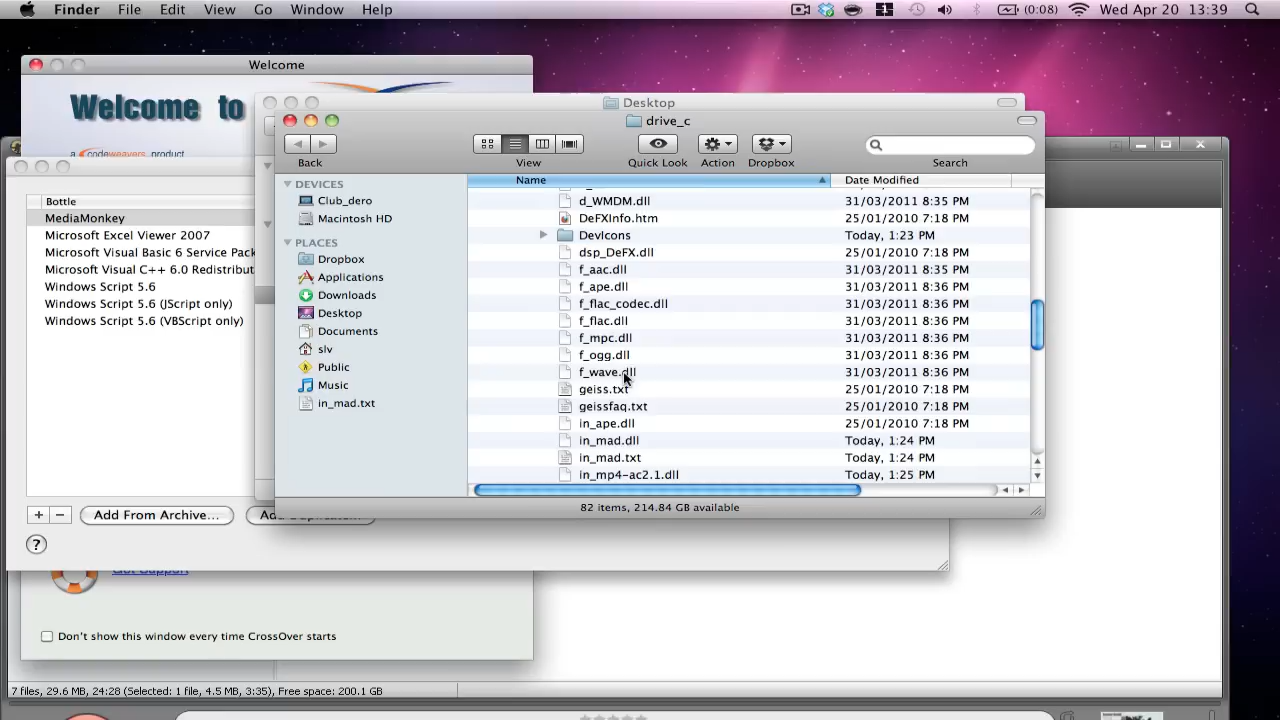 Finder File Edit View Go Window Help (0:08) Wed Apr 20 13:39
Welcome
Welcome to
a codeweavers product
Desktop
drive_c
Back View Quick Look Action Dropbox Search
Bottle
MediaMonkey
Microsoft Excel Viewer 2007
Microsoft Visual Basic 6 Service Pack
Microsoft Visual C++ 6.0 Redistribut
Windows Script 5.6
Windows Script 5.6 (JScript only)
Windows Script 5.6 (VBScript only)
+ − Add From Archive...
?
DEVICES
Club_dero
Macintosh HD
PLACES
Dropbox
Applications
Downloads
Desktop
Documents
slv
Public
Music
in_mad.txt
Name Date Modified
d_WMDM.dll 31/03/2011 8:35 PM
DeFXInfo.htm 25/01/2010 7:18 PM
DevIcons Today, 1:23 PM
dsp_DeFX.dll 25/01/2010 7:18 PM
f_aac.dll 31/03/2011 8:35 PM
f_ape.dll 31/03/2011 8:36 PM
f_flac_codec.dll 31/03/2011 8:36 PM
f_flac.dll 31/03/2011 8:36 PM
f_mpc.dll 31/03/2011 8:36 PM
f_ogg.dll 31/03/2011 8:36 PM
f_wave.dll 31/03/2011 8:36 PM
geiss.txt 25/01/2010 7:18 PM
geissfaq.txt 25/01/2010 7:18 PM
in_ape.dll 25/01/2010 7:18 PM
in_mad.dll Today, 1:24 PM
in_mad.txt Today, 1:24 PM
in_mp4-ac2.1.dll Today, 1:25 PM
82 items, 214.84 GB available
Get Support
Don't show this window every time CrossOver starts
7 files, 29.6 MB, 24:28 (Selected: 1 file, 4.5 MB, 3:35), Free space: 200.1 GB